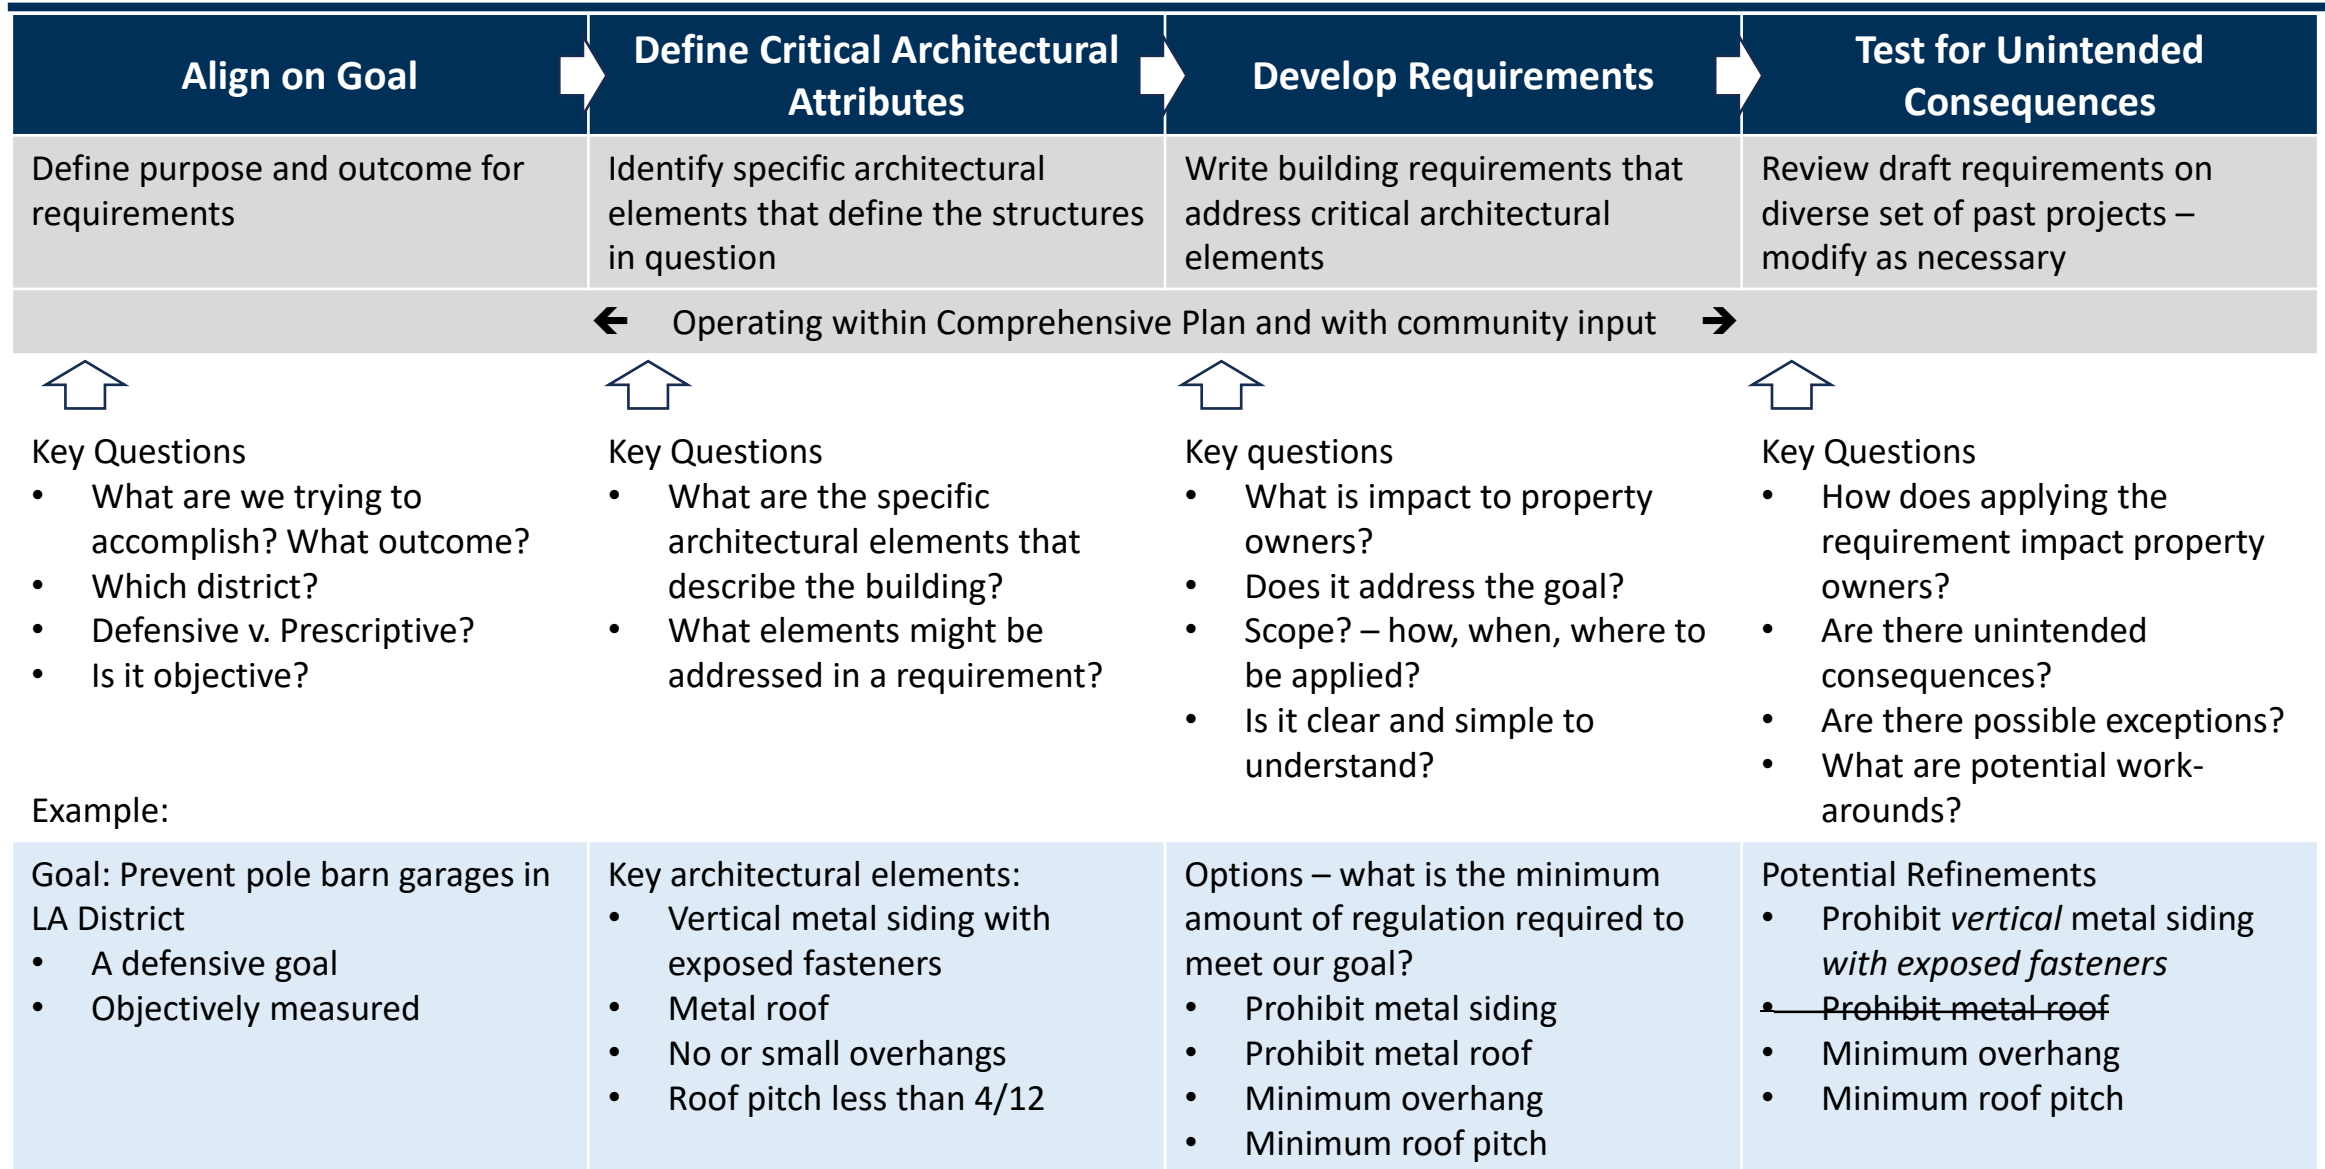 Align on Goal
Define Critical Architectural
Attributes
Develop Requirements
Test for Unintended
Consequences
Define purpose and outcome for
requirements
Identify specific architectural
elements that define the structures
in question
Write building requirements that
address critical architectural
elements
Review draft requirements on
diverse set of past projects –
modify as necessary
🡸 Operating within Comprehensive Plan and with community input 🡺
Key Questions
• What are we trying to
accomplish? What outcome?
• Which district?
• Defensive v. Prescriptive?
• Is it objective?
Key Questions
• What are the specific
architectural elements that
describe the building?
• What elements might be
addressed in a requirement?
Key questions
• What is impact to property
owners?
• Does it address the goal?
• Scope? – how, when, where to
be applied?
• Is it clear and simple to
understand?
Key Questions
• How does applying the
requirement impact property
owners?
• Are there unintended
consequences?
• Are there possible exceptions?
• What are potential work-
arounds?
Example:
Goal: Prevent pole barn garages in
LA District
• A defensive goal
• Objectively measured
Key architectural elements:
• Vertical metal siding with
exposed fasteners
• Metal roof
• No or small overhangs
• Roof pitch less than 4/12
Options – what is the minimum
amount of regulation required to
meet our goal?
• Prohibit metal siding
• Prohibit metal roof
• Minimum overhang
• Minimum roof pitch
Potential Refinements
• Prohibit vertical metal siding
with exposed fasteners
• Prohibit metal roof
• Minimum overhang
• Minimum roof pitch